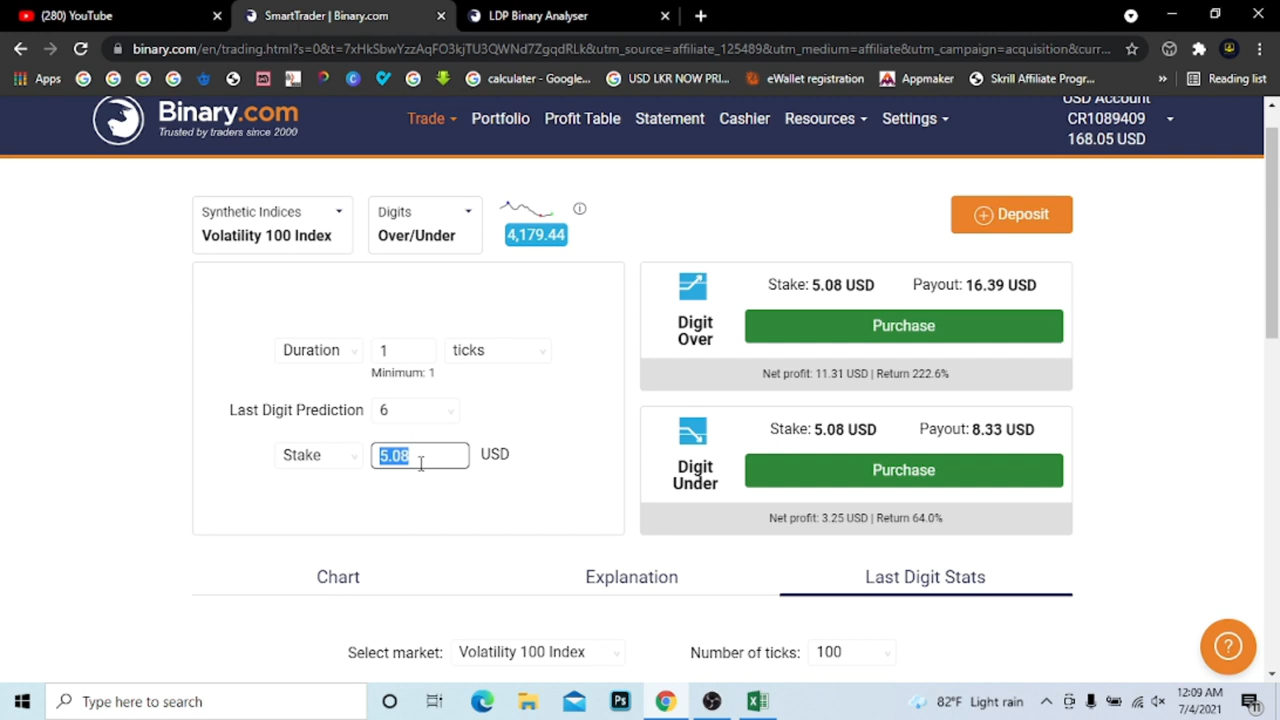 (280) YouTube
SmartTrader | Binary.com
LDP Binary Analyser
binary.com/en/trading.html?s=0&t=7xHkSbwYzzAqFO3kjTU3QWNd7ZgqdRLk&utm_source=affiliate_125489&utm_medium=affiliate&utm_campaign=acquisition&curr...
Apps
calculater - Google...
USD LKR NOW PRI...
eWallet registration
Appmaker
Skrill Affiliate Progr...
»
Reading list
Binary.com
Trusted by traders since 2000
Trade
Portfolio
Profit Table
Statement
Cashier
Resources
Settings
USD Account
CR1089409
168.05 USD
Synthetic Indices
Volatility 100 Index
Digits
Over/Under
4,179.44
Deposit
Duration
1
ticks
Minimum: 1
Last Digit Prediction
6
Stake
5.08
USD
Digit
Over
Stake: 5.08 USD
Payout: 16.39 USD
Purchase
Net profit: 11.31 USD | Return 222.6%
Digit
Under
Stake: 5.08 USD
Payout: 8.33 USD
Purchase
Net profit: 3.25 USD | Return 64.0%
Chart
Explanation
Last Digit Stats
Select market:
Volatility 100 Index
Number of ticks:
100
Type here to search
82°F Light rain
12:09 AM
7/4/2021